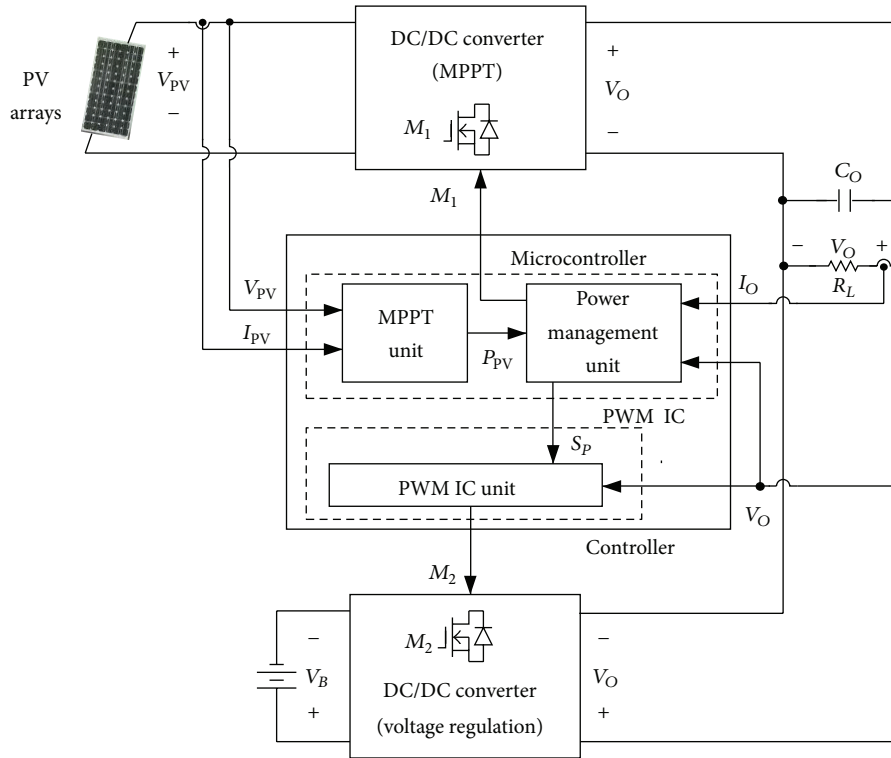 DC/DC converter
(MPPT)
+
V_PV
−
PV
arrays
M_1
+
V_O
−
M_1
C_O
− V_O +
R_L
Microcontroller
V_PV
I_PV
MPPT
unit
P_PV
Power
management
unit
I_O
PWM IC
S_P
PWM IC unit
V_O
Controller
M_2
−
V_B
+
M_2
DC/DC converter
(voltage regulation)
−
V_O
+